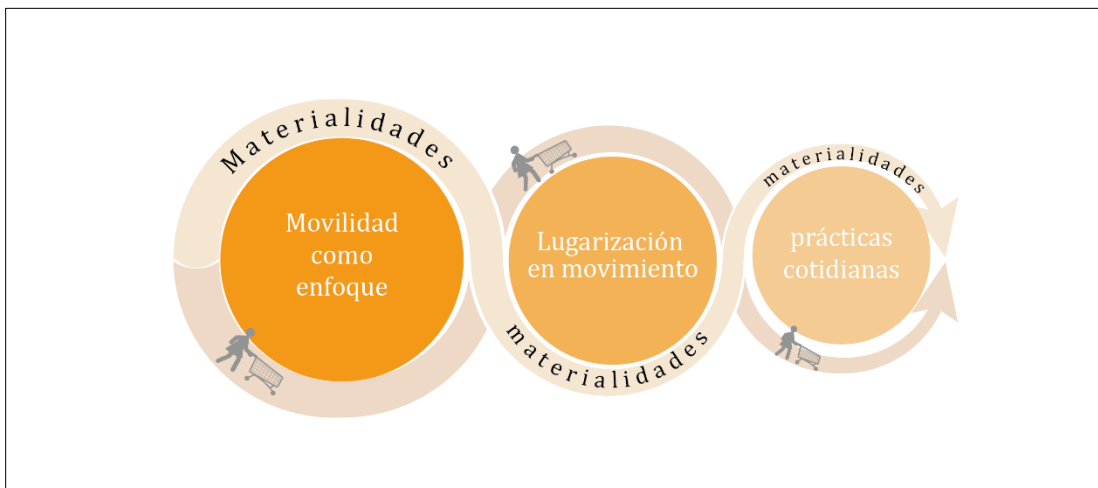 Materialidades
Movilidad
como
enfoque
Lugarización
en movimiento
materialidades
materialidades
prácticas
cotidianas